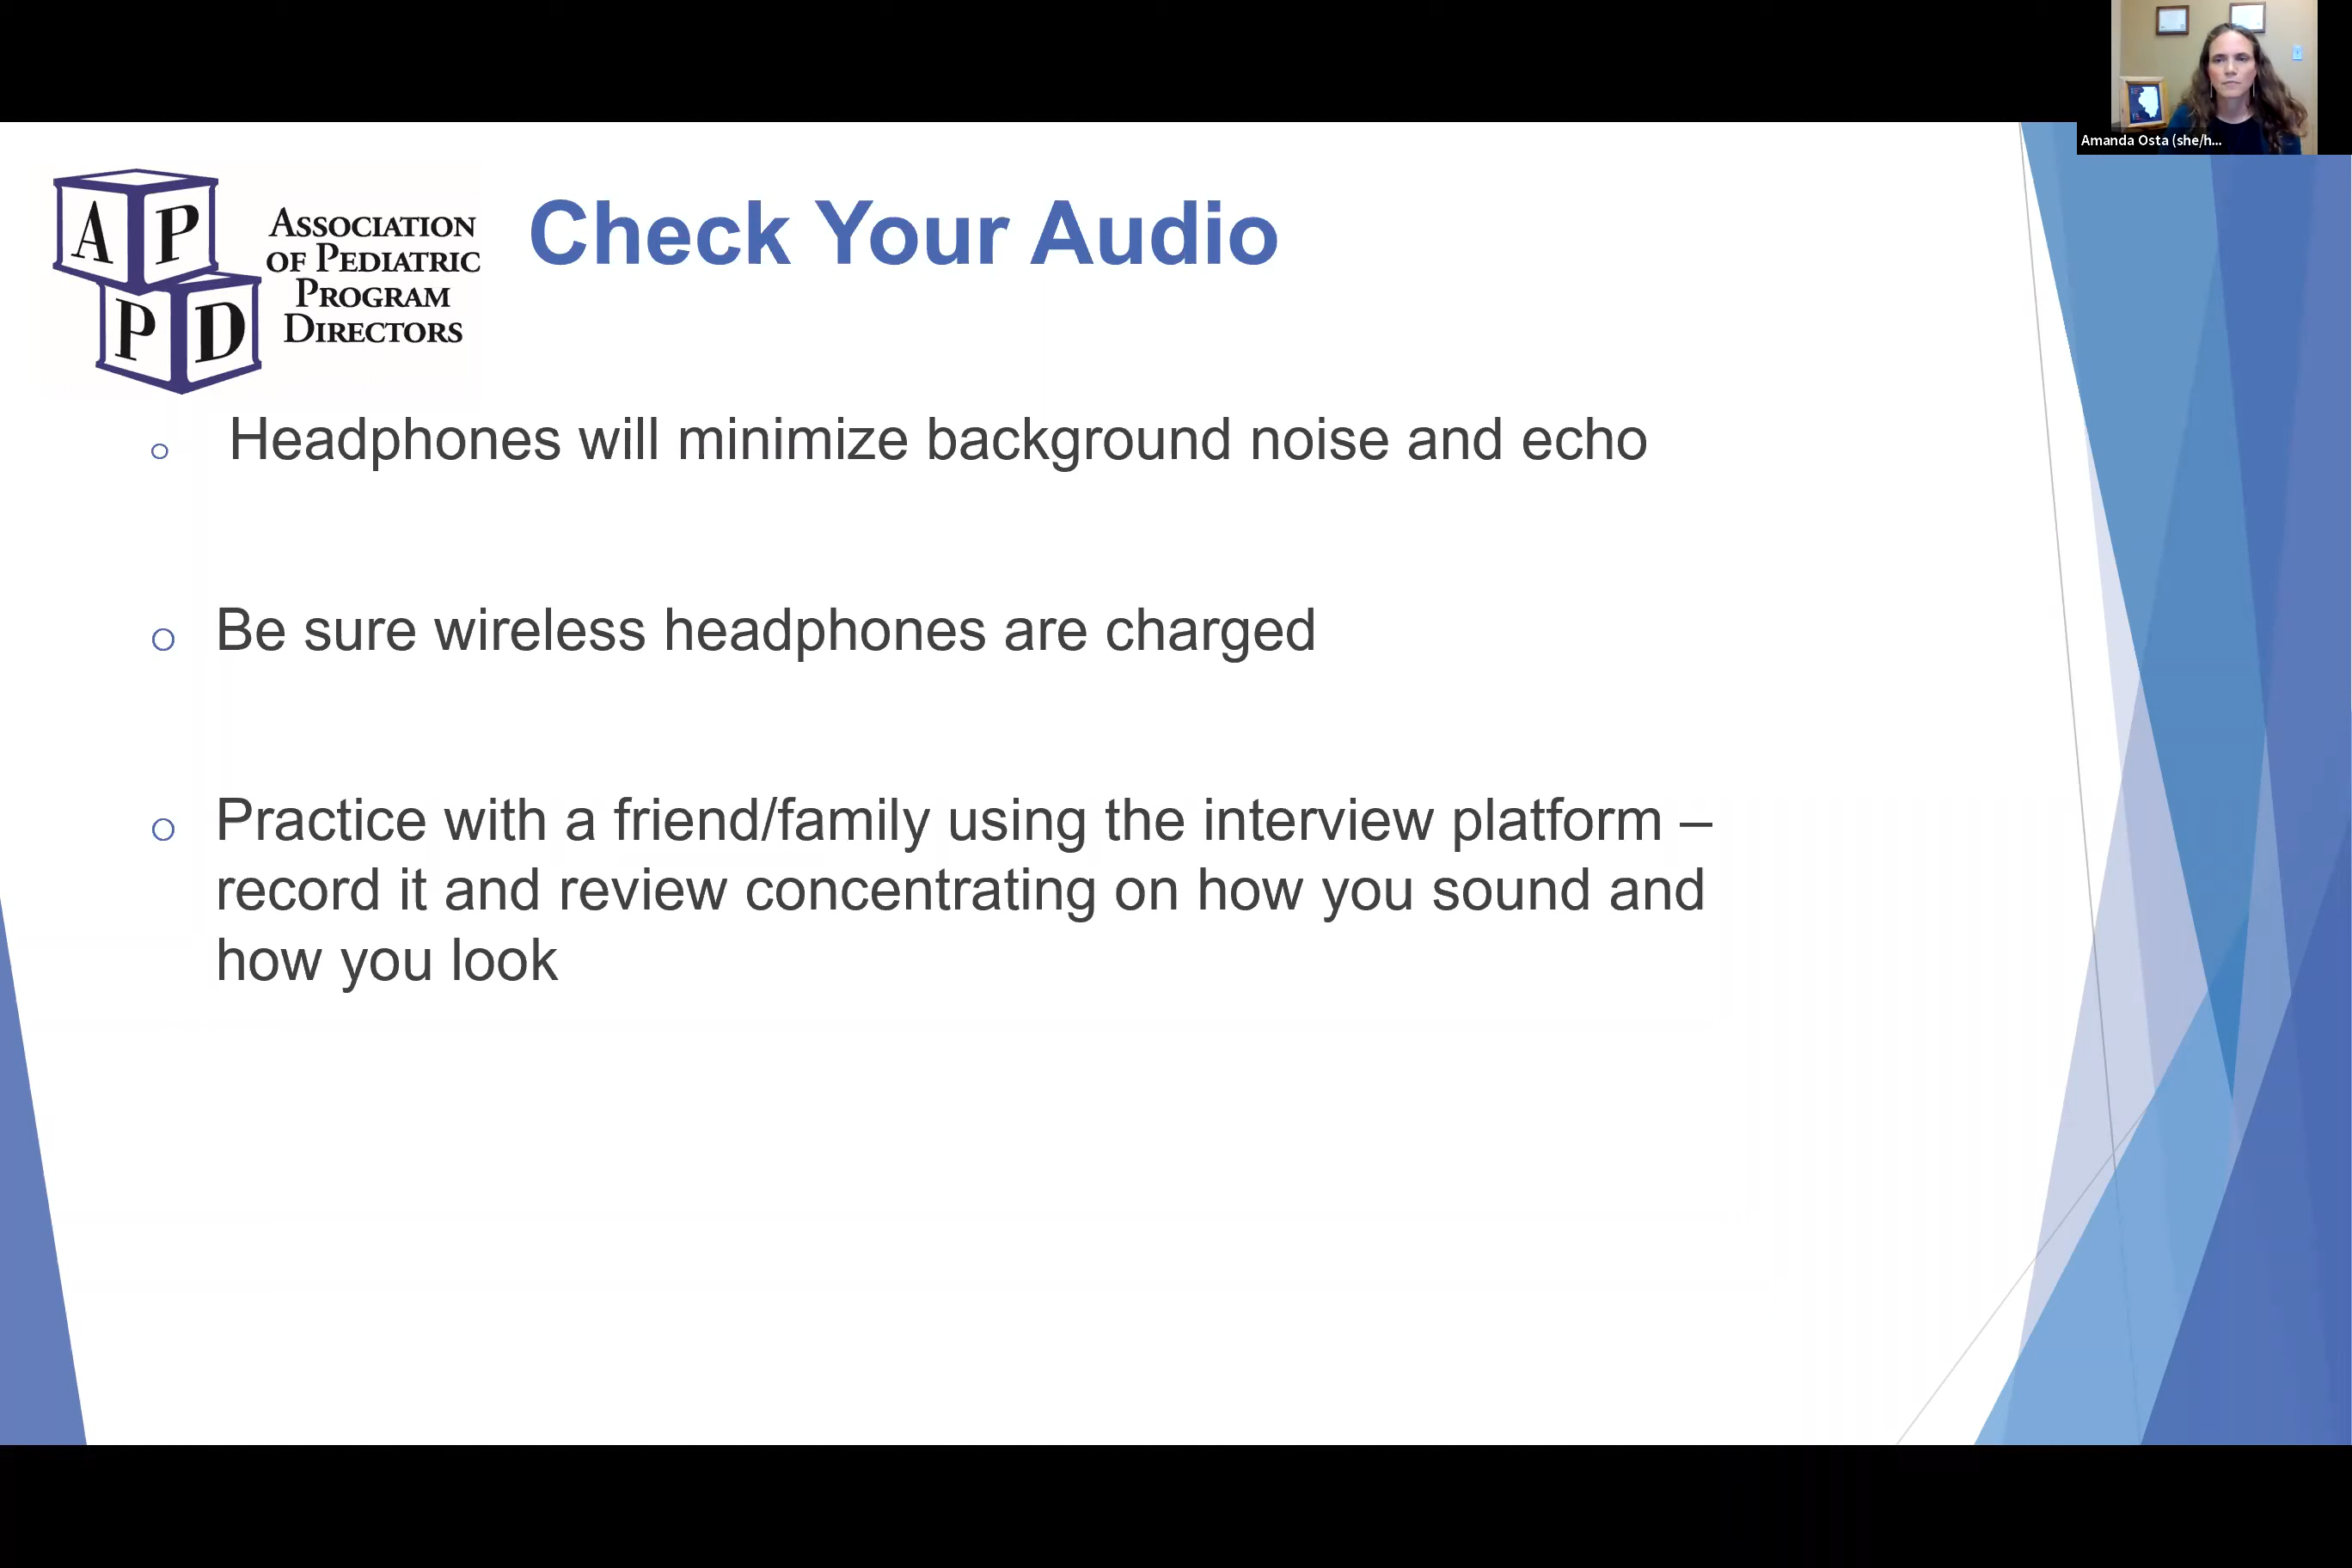 Amanda Osta (she/h...
A P
P D
ASSOCIATION
OF PEDIATRIC
PROGRAM
DIRECTORS
Check Your Audio
Headphones will minimize background noise and echo
Be sure wireless headphones are charged
Practice with a friend/family using the interview platform –
record it and review concentrating on how you sound and
how you look